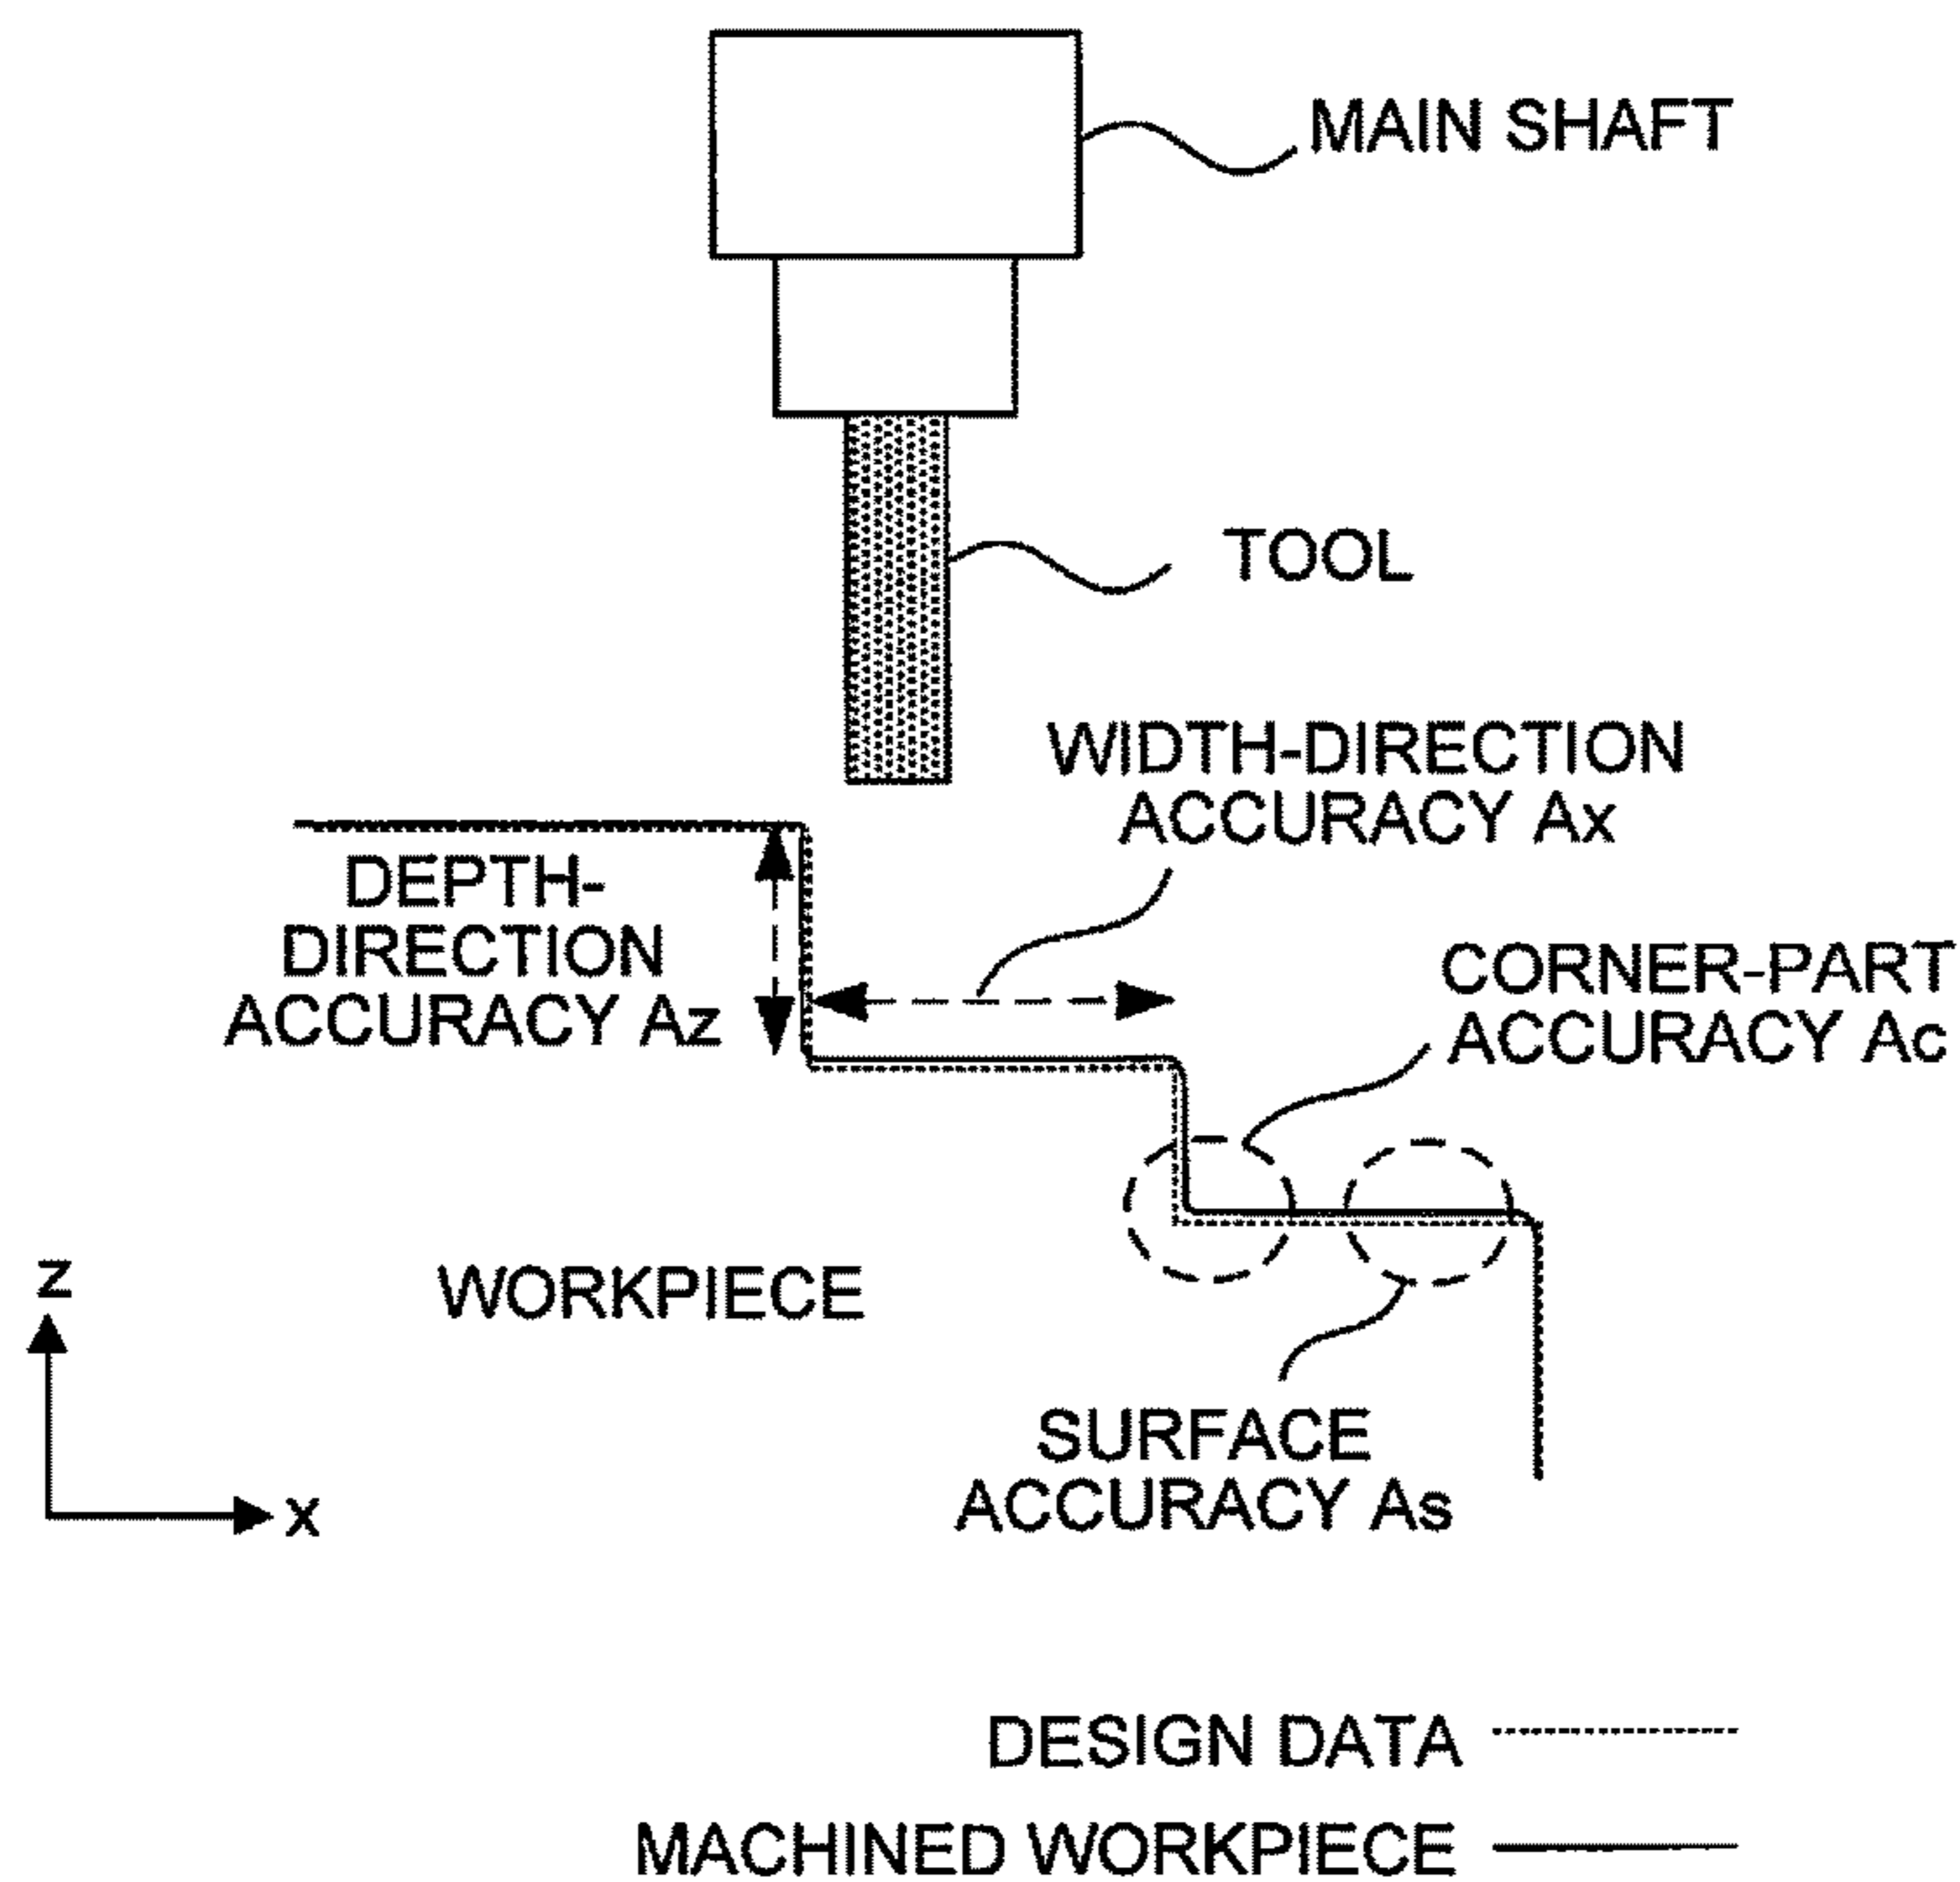 MAIN SHAFT
TOOL
WIDTH-DIRECTION
ACCURACY Ax
DEPTH-
DIRECTION
ACCURACY Az
CORNER-PART
ACCURACY Ac
WORKPIECE
z
x
SURFACE
ACCURACY As
DESIGN DATA
MACHINED WORKPIECE